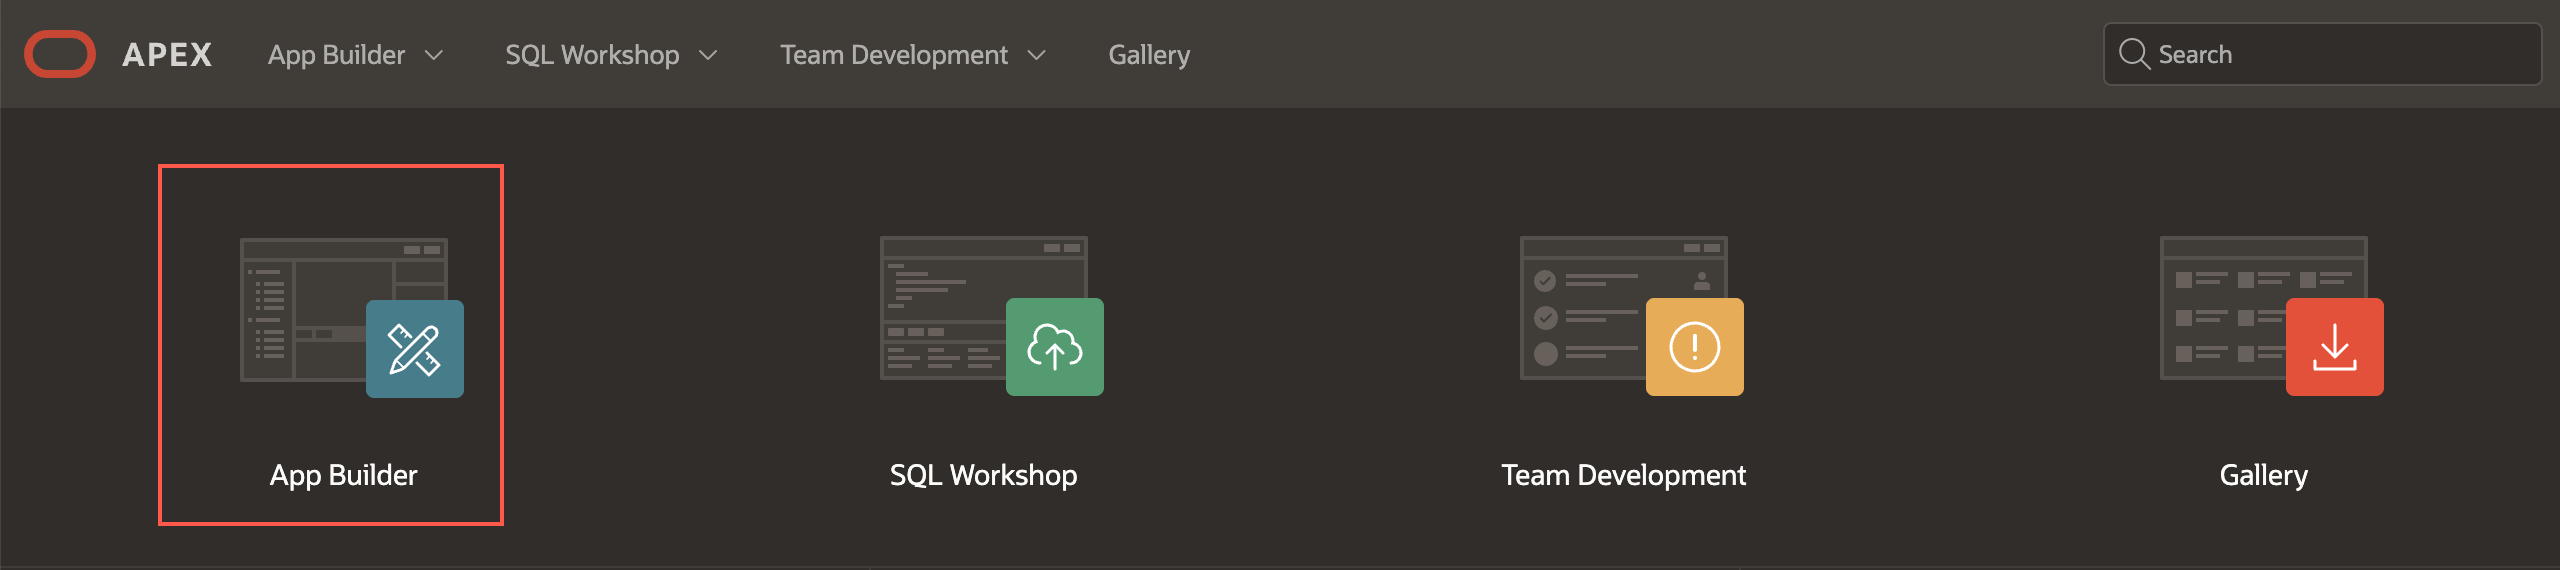 APEX App Builder SQL Workshop Team Development Gallery Search
App Builder SQL Workshop Team Development Gallery